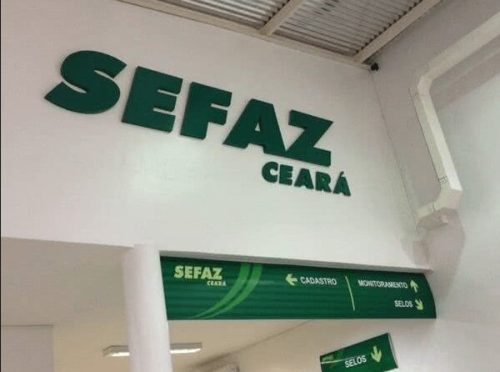 SEFAZ
CEARÁ
SEFAZ
CEARÁ
← CADASTRO
MONITORAMENTO ↑
SELOS ↘
SELOS ↓